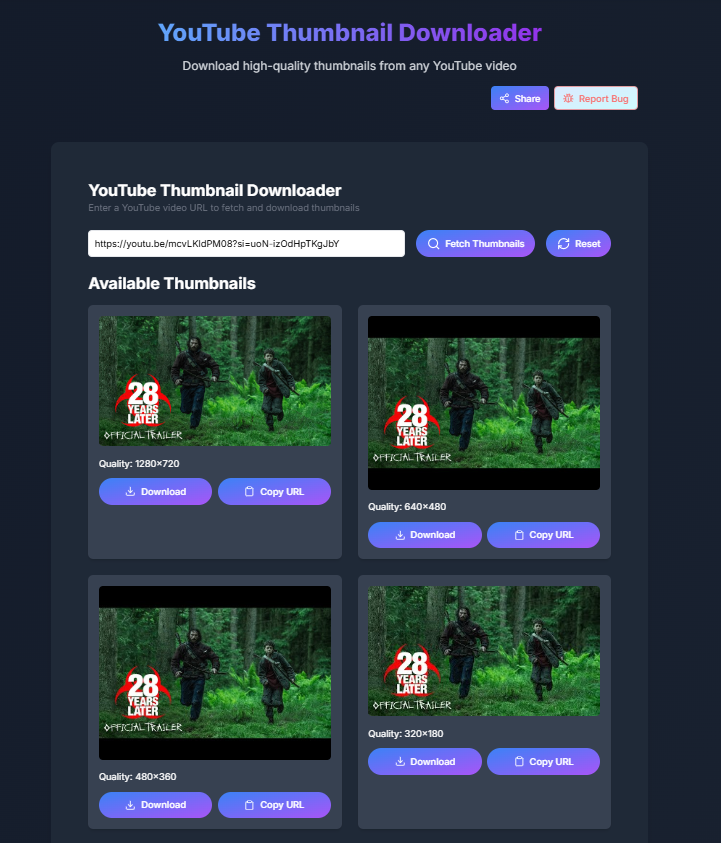 YouTube Thumbnail Downloader
Download high-quality thumbnails from any YouTube video
Share
Report Bug
YouTube Thumbnail Downloader
Enter a YouTube video URL to fetch and download thumbnails
https://youtu.be/mcvLKldPM08?si=uoN-izOdHpTKgJbY
Fetch Thumbnails
Reset
Available Thumbnails
28
YEARS
LATER
OFFICIAL TRAILER
Quality: 1280×720
Download
Copy URL
28
YEARS
LATER
OFFICIAL TRAILER
Quality: 640×480
Download
Copy URL
28
YEARS
LATER
OFFICIAL TRAILER
Quality: 480×360
Download
Copy URL
28
YEARS
LATER
OFFICIAL TRAILER
Quality: 320×180
Download
Copy URL